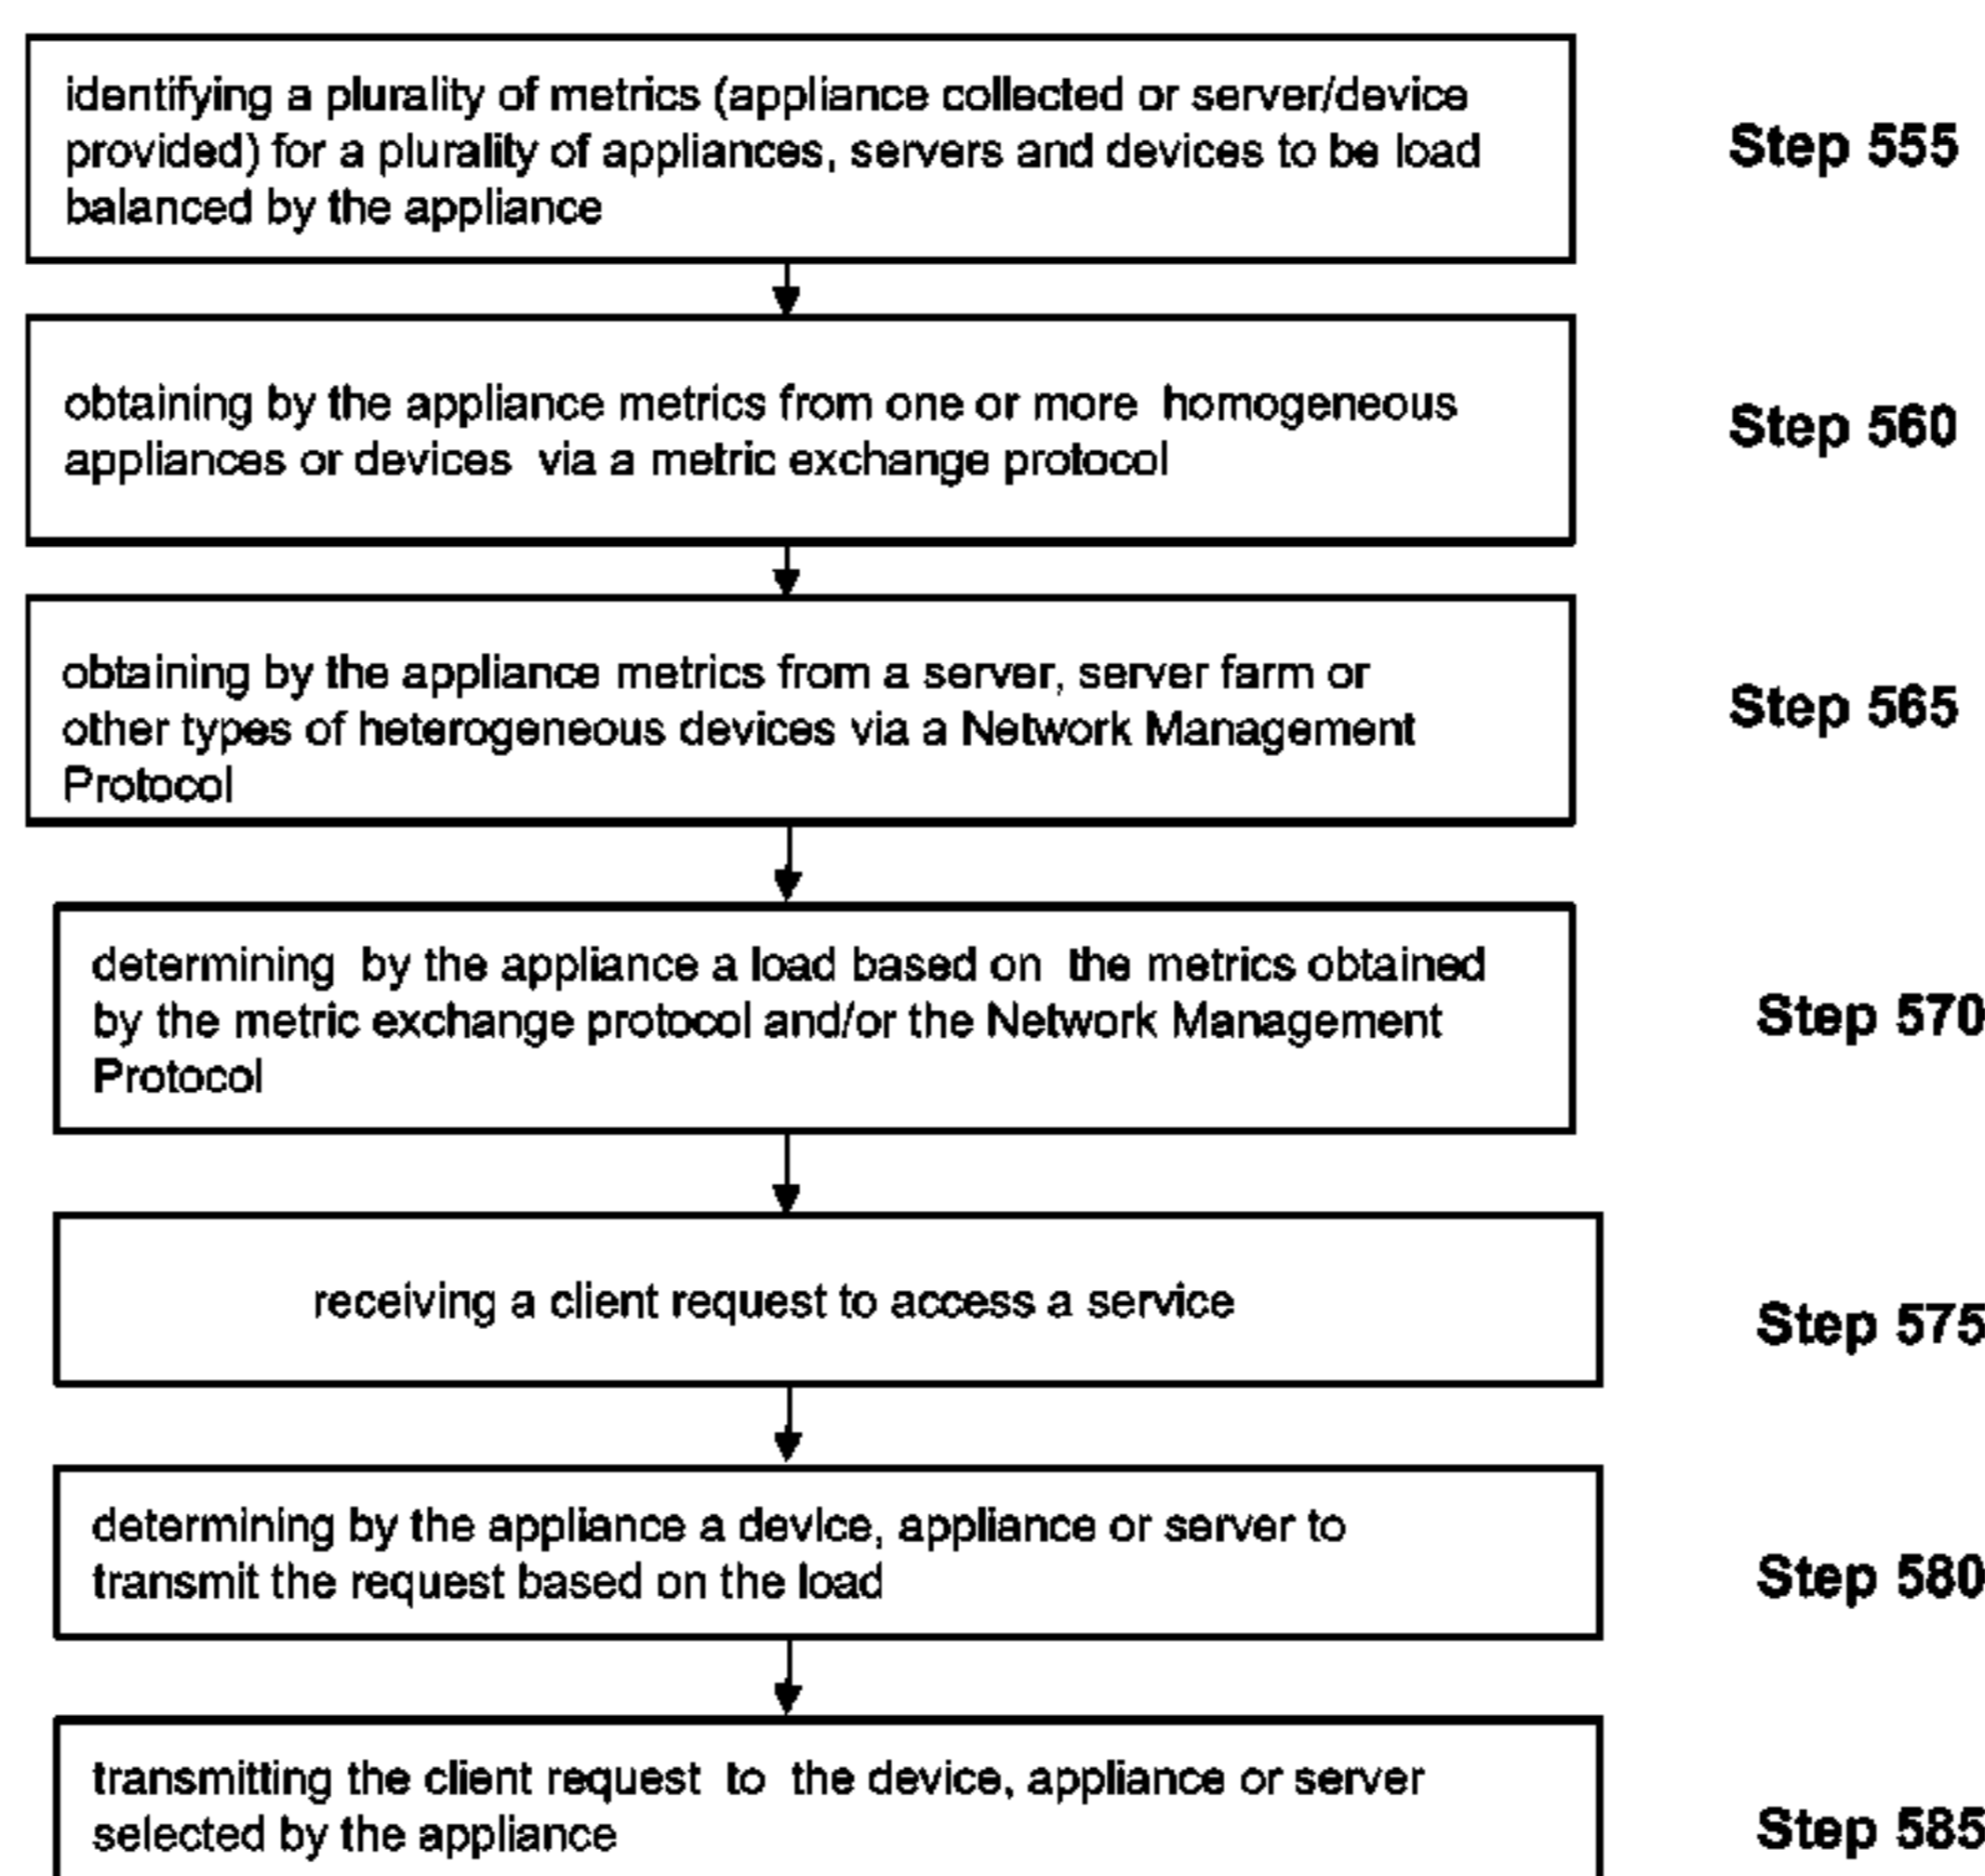 identifying a plurality of metrics (appliance collected or server/device
provided) for a plurality of appliances, servers and devices to be load
balanced by the appliance
Step 555
obtaining by the appliance metrics from one or more homogeneous
appliances or devices via a metric exchange protocol
Step 560
obtaining by the appliance metrics from a server, server farm or
other types of heterogeneous devices via a Network Management
Protocol
Step 565
determining by the appliance a load based on the metrics obtained
by the metric exchange protocol and/or the Network Management
Protocol
Step 570
receiving a client request to access a service
Step 575
determining by the appliance a device, appliance or server to
transmit the request based on the load
Step 580
transmitting the client request to the device, appliance or server
selected by the appliance
Step 585